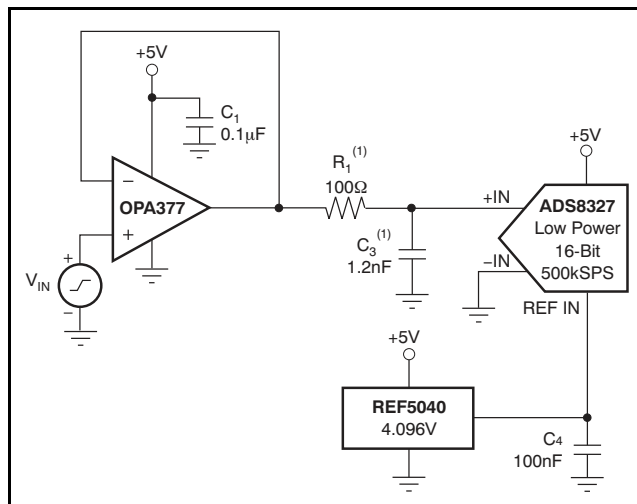 +5V
C1
0.1μF
−
OPA377
+
+
VIN
−
R1(1)
100Ω
C3(1)
1.2nF
+5V
+IN
ADS8327
Low Power
16-Bit
500kSPS
−IN
REF IN
+5V
REF5040
4.096V
C4
100nF